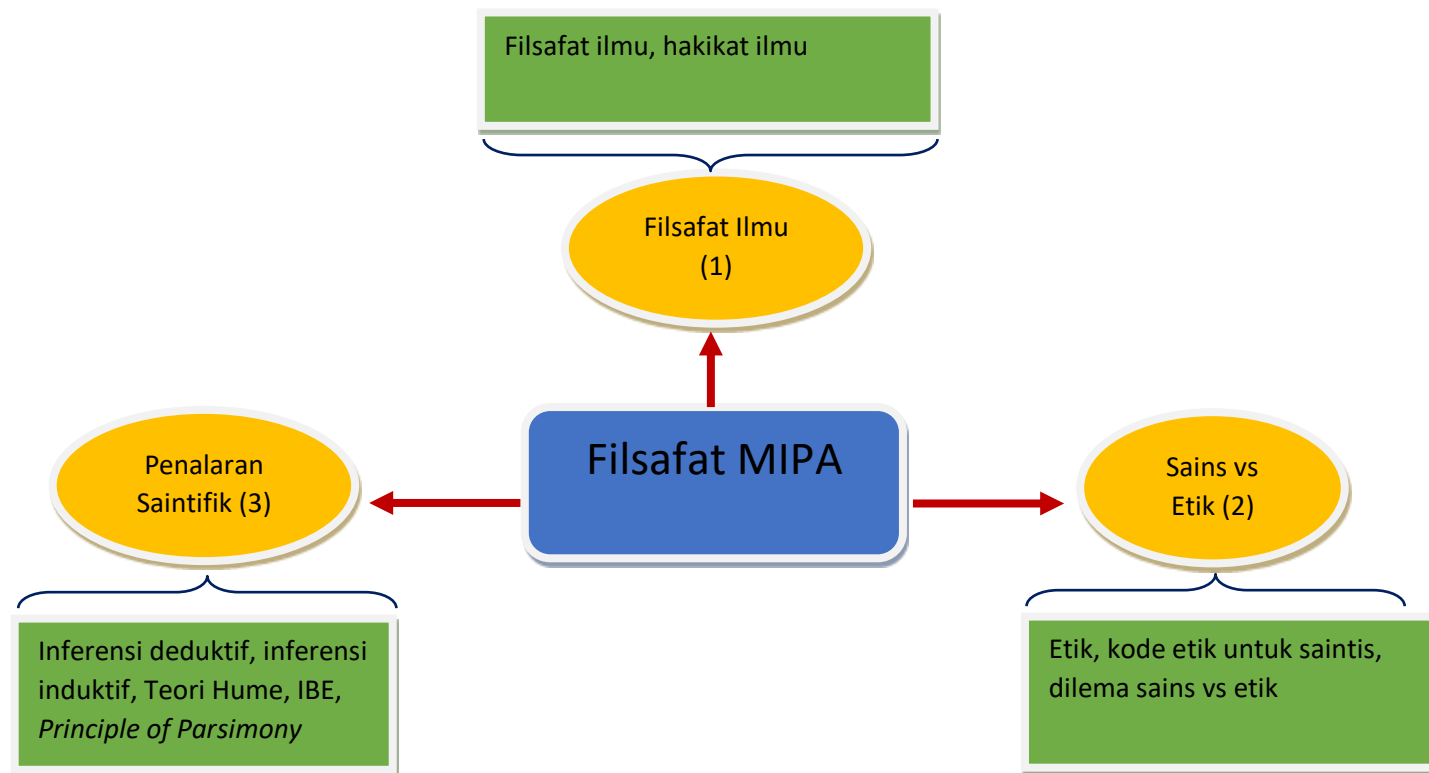 Filsafat ilmu, hakikat ilmu
Filsafat Ilmu
(1)
Filsafat MIPA
Penalaran
Saintifik (3)
Sains vs
Etik (2)
Inferensi deduktif, inferensi
induktif, Teori Hume, IBE,
Principle of Parsimony
Etik, kode etik untuk saintis,
dilema sains vs etik